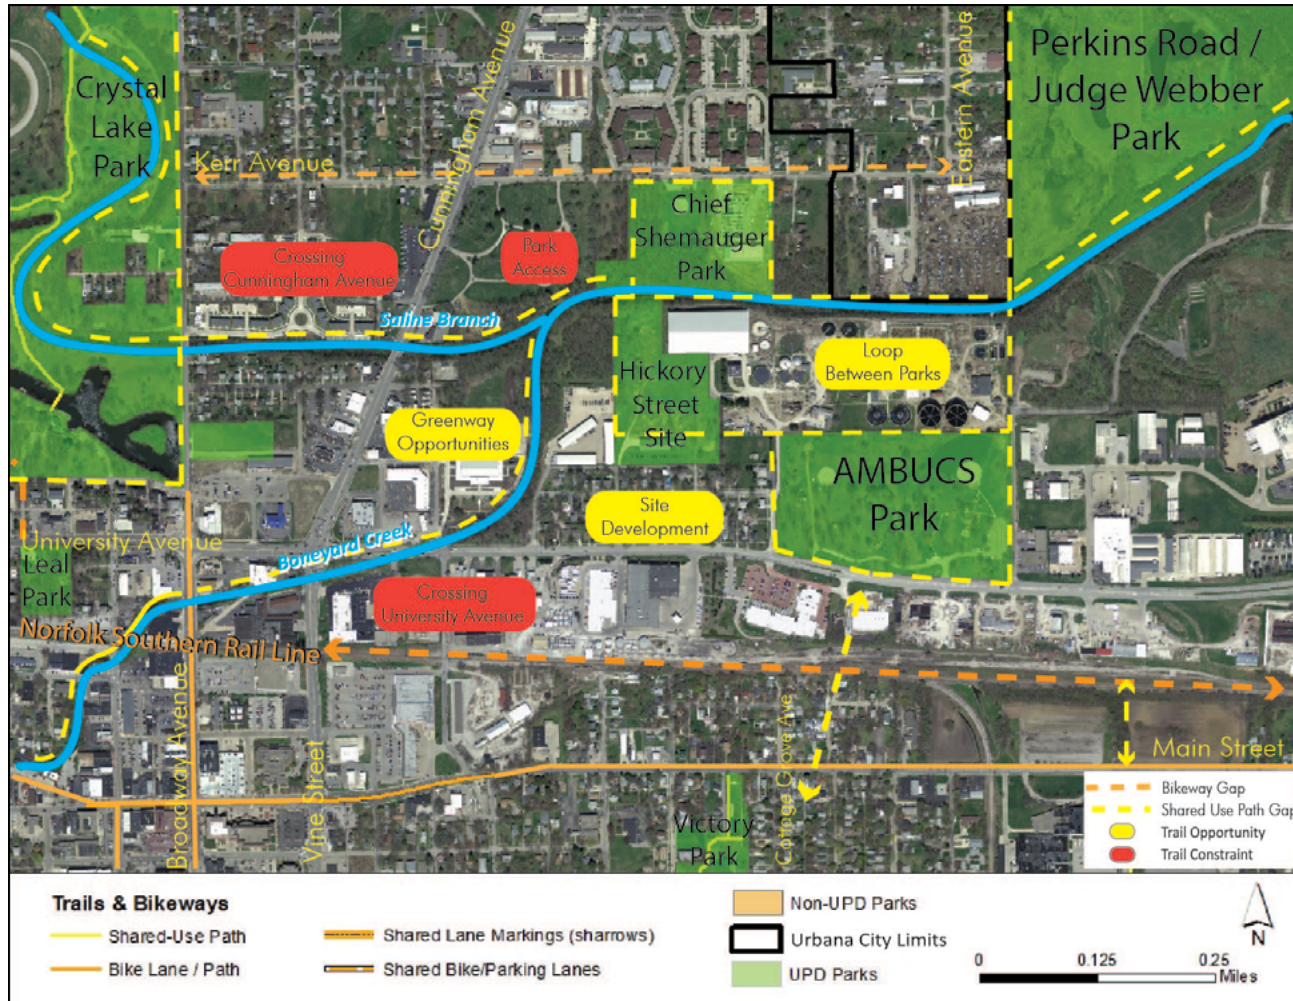 Crystal
Lake
Park
Kerr Avenue
Cunningham Avenue
Eastern Avenue
Perkins Road /
Judge Webber
Park
Chief
Shemauger
Park
Crossing
Cunningham Avenue
Park
Access
Saline Branch
Loop
Between Parks
Hickory
Street
Site
Greenway
Opportunities
AMBUCS
Park
Site
Development
University Avenue
Boneyard Creek
Leal
Park
Crossing
University Avenue
Norfolk Southern Rail Line
Broadway Avenue
Vine Street
Cottage Grove Ave
Main Street
Victory
Park
Bikeway Gap
Shared Use Path Gap
Trail Opportunity
Trail Constraint
Trails & Bikeways
Shared-Use Path
Bike Lane / Path
Shared Lane Markings (sharrows)
Shared Bike/Parking Lanes
Non-UPD Parks
Urbana City Limits
UPD Parks
N
0 0.125 0.25
Miles